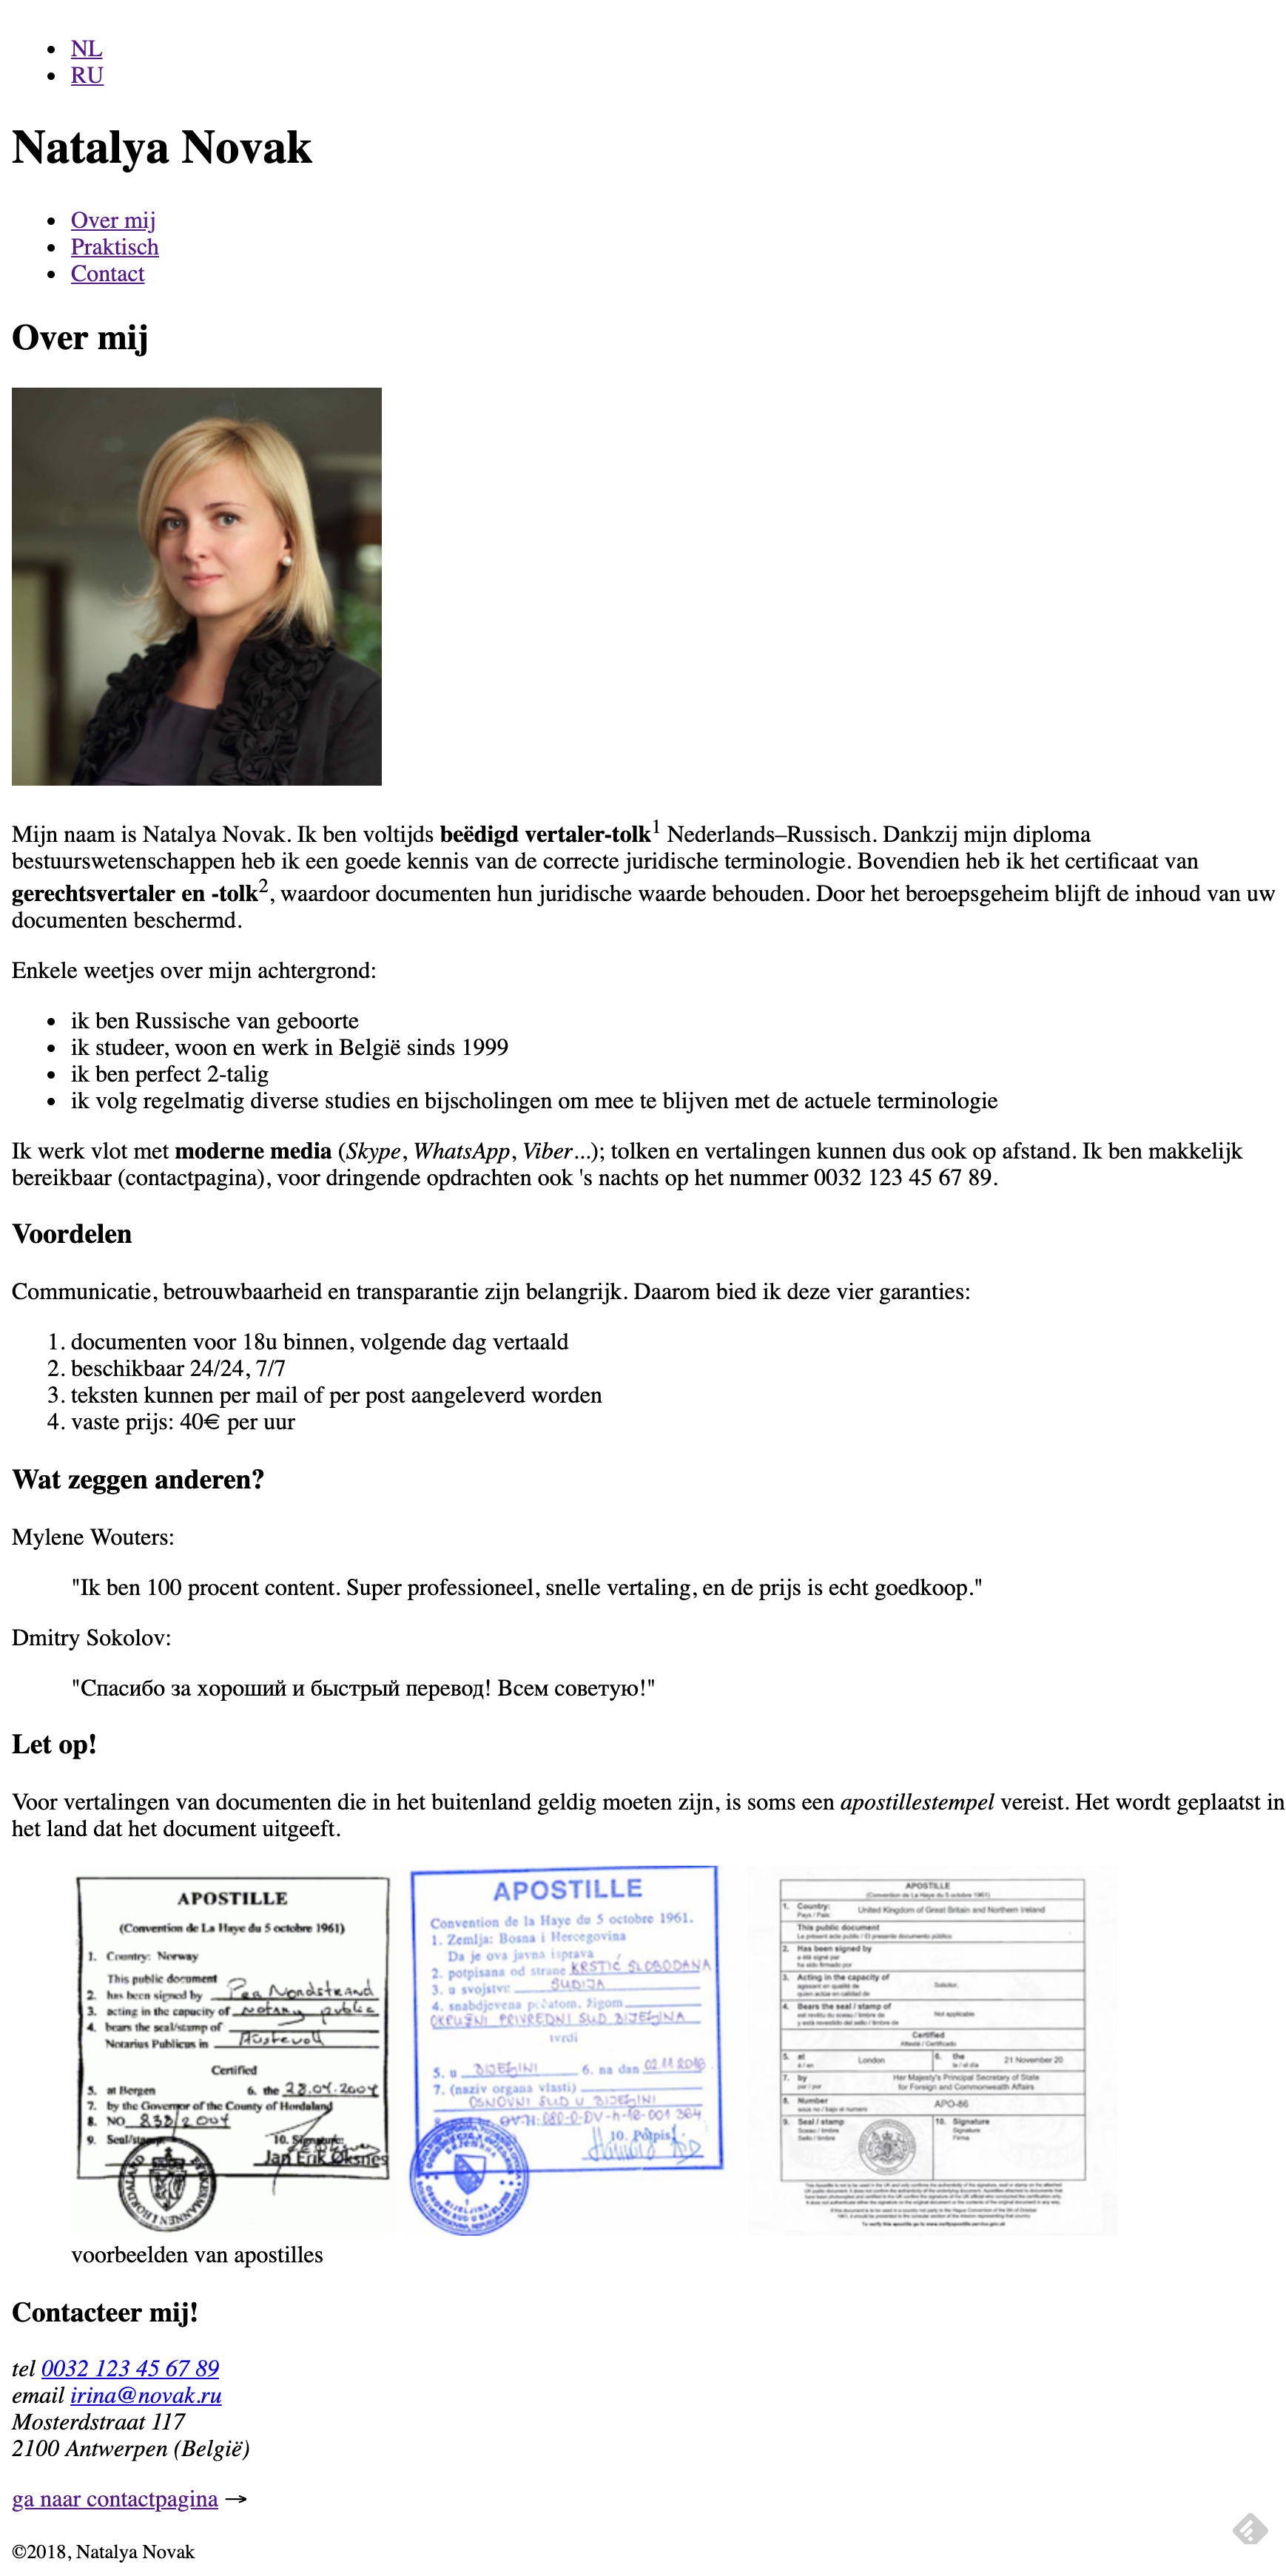 NL
RU
Natalya Novak
Over mij
Praktisch
Contact
Over mij
Mijn naam is Natalya Novak. Ik ben voltijds beëdigd vertaler-tolk1 Nederlands–Russisch. Dankzij mijn diploma
bestuurswetenschappen heb ik een goede kennis van de correcte juridische terminologie. Bovendien heb ik het certificaat van
gerechtsvertaler en -tolk2, waardoor documenten hun juridische waarde behouden. Door het beroepsgeheim blijft de inhoud van uw
documenten beschermd.
Enkele weetjes over mijn achtergrond:
ik ben Russische van geboorte
ik studeer, woon en werk in België sinds 1999
ik ben perfect 2-talig
ik volg regelmatig diverse studies en bijscholingen om mee te blijven met de actuele terminologie
Ik werk vlot met moderne media (Skype, WhatsApp, Viber...); tolken en vertalingen kunnen dus ook op afstand. Ik ben makkelijk
bereikbaar (contactpagina), voor dringende opdrachten ook 's nachts op het nummer 0032 123 45 67 89.
Voordelen
Communicatie, betrouwbaarheid en transparantie zijn belangrijk. Daarom bied ik deze vier garanties:
1. documenten voor 18u binnen, volgende dag vertaald
2. beschikbaar 24/24, 7/7
3. teksten kunnen per mail of per post aangeleverd worden
4. vaste prijs: 40€ per uur
Wat zeggen anderen?
Mylene Wouters:
"Ik ben 100 procent content. Super professioneel, snelle vertaling, en de prijs is echt goedkoop."
Dmitry Sokolov:
"Спасибо за хороший и быстрый перевод! Всем советую!"
Let op!
Voor vertalingen van documenten die in het buitenland geldig moeten zijn, is soms een apostillestempel vereist. Het wordt geplaatst in
het land dat het document uitgeeft.
APOSTILLE
(Convention de La Haye du 5 octobre 1961)
1. Country: Norway
This public document
2. has been signed by Per Nordstrand
3. acting in the capacity of notary public
4. bears the seal/stamp of
Notarius Publicus in Austevoll
Certified
5. at Bergen 6. the 28.04.2004
7. by the Governor of the County of Hordaland
8. NO 838/2004
9. Seal/stamp 10. Signature:
Jan Erik Øksnes
APOSTILLE
Convention de la Haye du 5 octobre 1961.
1. Zemlja: Bosna i Hercegovina
Da je ova javna isprava
2. potpisana od strane KRSTIĆ SLOBODANA
3. u svojstvu SUDIJA
4. snabdjevena pečatom, žigom
OKRUŽNI PRIVREDNI SUD BIJELJINA
tvrdi
5. u BIJELJINI 6. na dan 02.11.2018.
7. (naziv organa vlasti)
OSNOVNI SUD U BIJELJINI
10. Potpis
APOSTILLE
(Convention de La Haye du 5 octobre 1961)
1. Country: United Kingdom of Great Britain and Northern Ireland
Pays / País:
This public document
2. Has been signed by
3. Acting in the capacity of Solicitor,
4. Bears the seal / stamp of Not applicable
Certified
5. at London 6. the 21 November 20
7. by Her Majesty's Principal Secretary of State
for Foreign and Commonwealth Affairs
8. Number APO-86
9. Seal / stamp 10. Signature
voorbeelden van apostilles
Contacteer mij!
tel 0032 123 45 67 89
email irina@novak.ru
Mosterdstraat 117
2100 Antwerpen (België)
ga naar contactpagina →
©2018, Natalya Novak